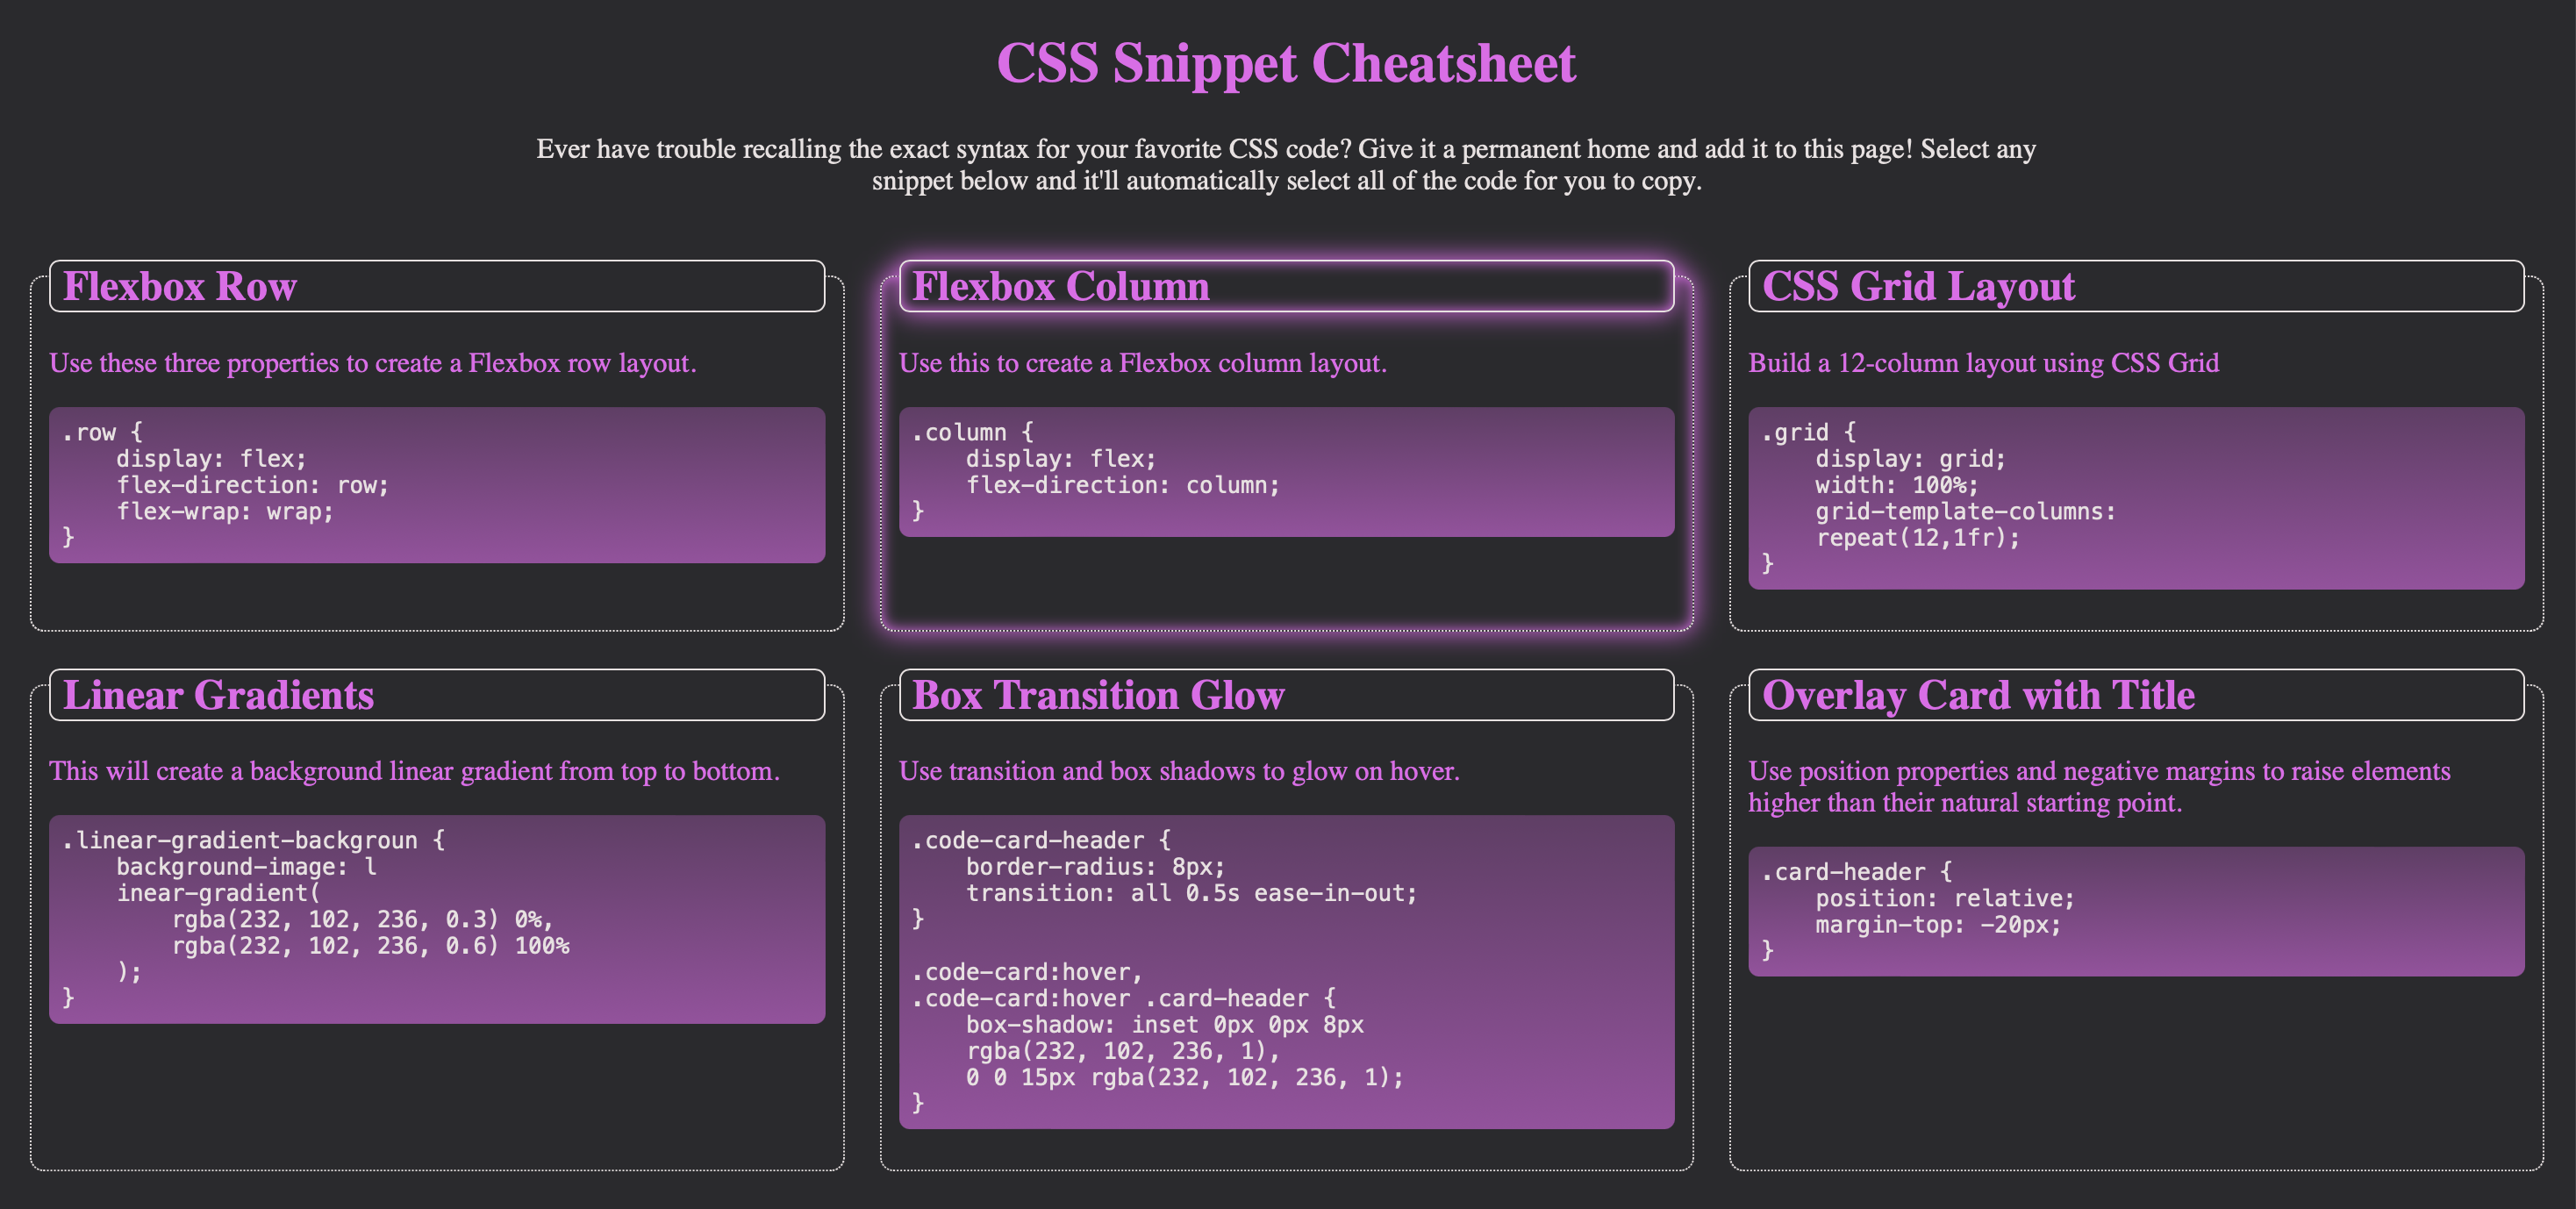 CSS Snippet Cheatsheet
Ever have trouble recalling the exact syntax for your favorite CSS code? Give it a permanent home and add it to this page! Select any
snippet below and it'll automatically select all of the code for you to copy.
Flexbox Row
Use these three properties to create a Flexbox row layout.
.row {
    display: flex;
    flex-direction: row;
    flex-wrap: wrap;
}
Flexbox Column
Use this to create a Flexbox column layout.
.column {
    display: flex;
    flex-direction: column;
}
CSS Grid Layout
Build a 12-column layout using CSS Grid
.grid {
    display: grid;
    width: 100%;
    grid-template-columns:
    repeat(12,1fr);
}
Linear Gradients
This will create a background linear gradient from top to bottom.
.linear-gradient-backgroun {
    background-image: l
    inear-gradient(
        rgba(232, 102, 236, 0.3) 0%,
        rgba(232, 102, 236, 0.6) 100%
    );
}
Box Transition Glow
Use transition and box shadows to glow on hover.
.code-card-header {
    border-radius: 8px;
    transition: all 0.5s ease-in-out;
}
.code-card:hover,
.code-card:hover .card-header {
    box-shadow: inset 0px 0px 8px
    rgba(232, 102, 236, 1),
    0 0 15px rgba(232, 102, 236, 1);
}
Overlay Card with Title
Use position properties and negative margins to raise elements
higher than their natural starting point.
.card-header {
    position: relative;
    margin-top: -20px;
}